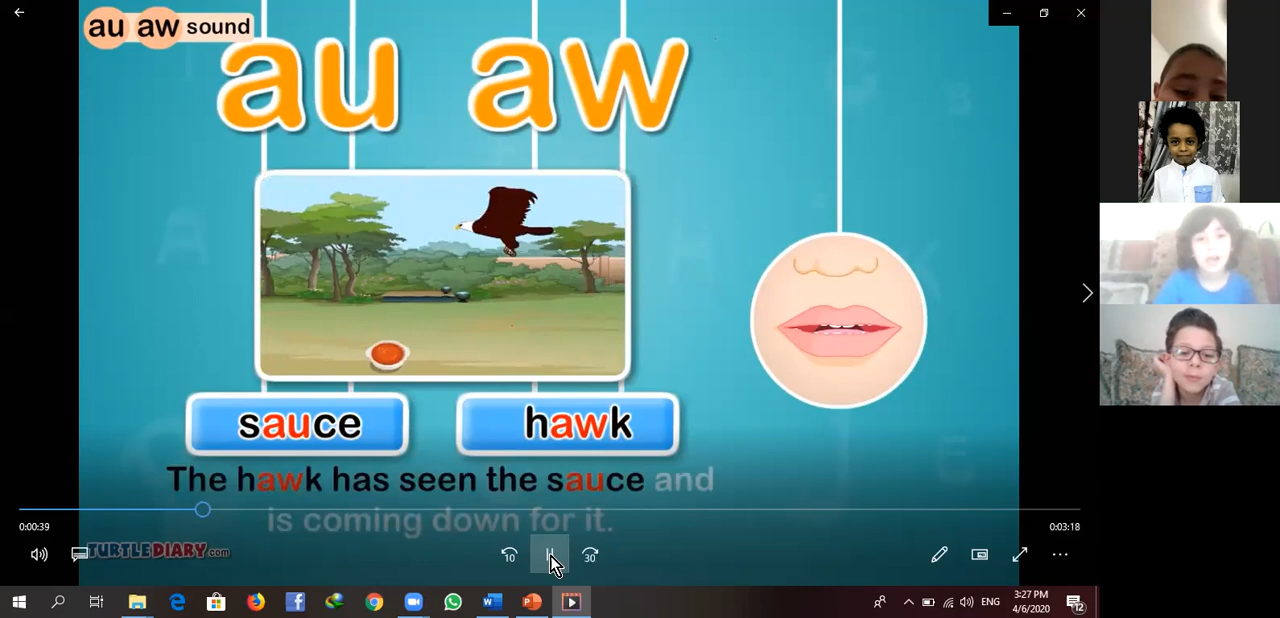 au aw sound
au aw
sauce
hawk
The hawk has seen the sauce and
is coming down for it.
0:00:39
0:03:18
TURTLEDIARY.com
10
30
ENG
3:27 PM
4/6/2020
12